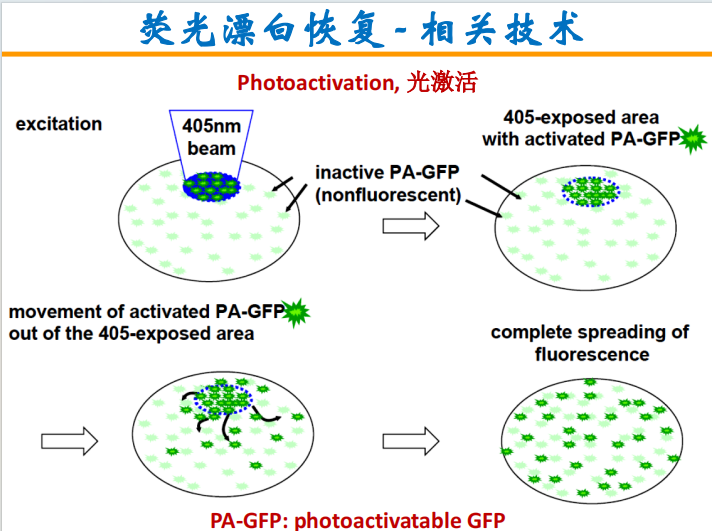 荧光漂白恢复-相关技术
Photoactivation, 光激活
excitation
405nm
beam
inactive PA-GFP
(nonfluorescent)
405-exposed area
with activated PA-GFP
movement of activated PA-GFP
out of the 405-exposed area
complete spreading of
fluorescence
PA-GFP: photoactivatable GFP